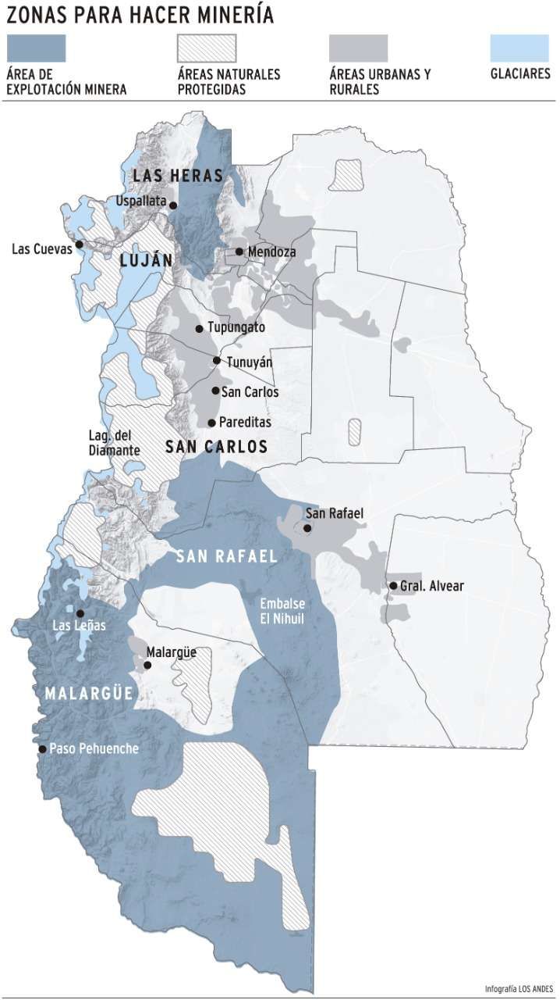 ZONAS PARA HACER MINERÍA
ÁREA DE
EXPLOTACIÓN MINERA
ÁREAS NATURALES
PROTEGIDAS
ÁREAS URBANAS Y
RURALES
GLACIARES
LAS HERAS
Uspallata
Las Cuevas
LUJÁN
Mendoza
Tupungato
Tunuyán
San Carlos
Pareditas
Lag. del
Diamante
SAN CARLOS
San Rafael
SAN RAFAEL
Gral. Alvear
Embalse
El Nihuil
Las Leñas
Malargüe
MALARGÜE
Paso Pehuenche
Infografía LOS ANDES